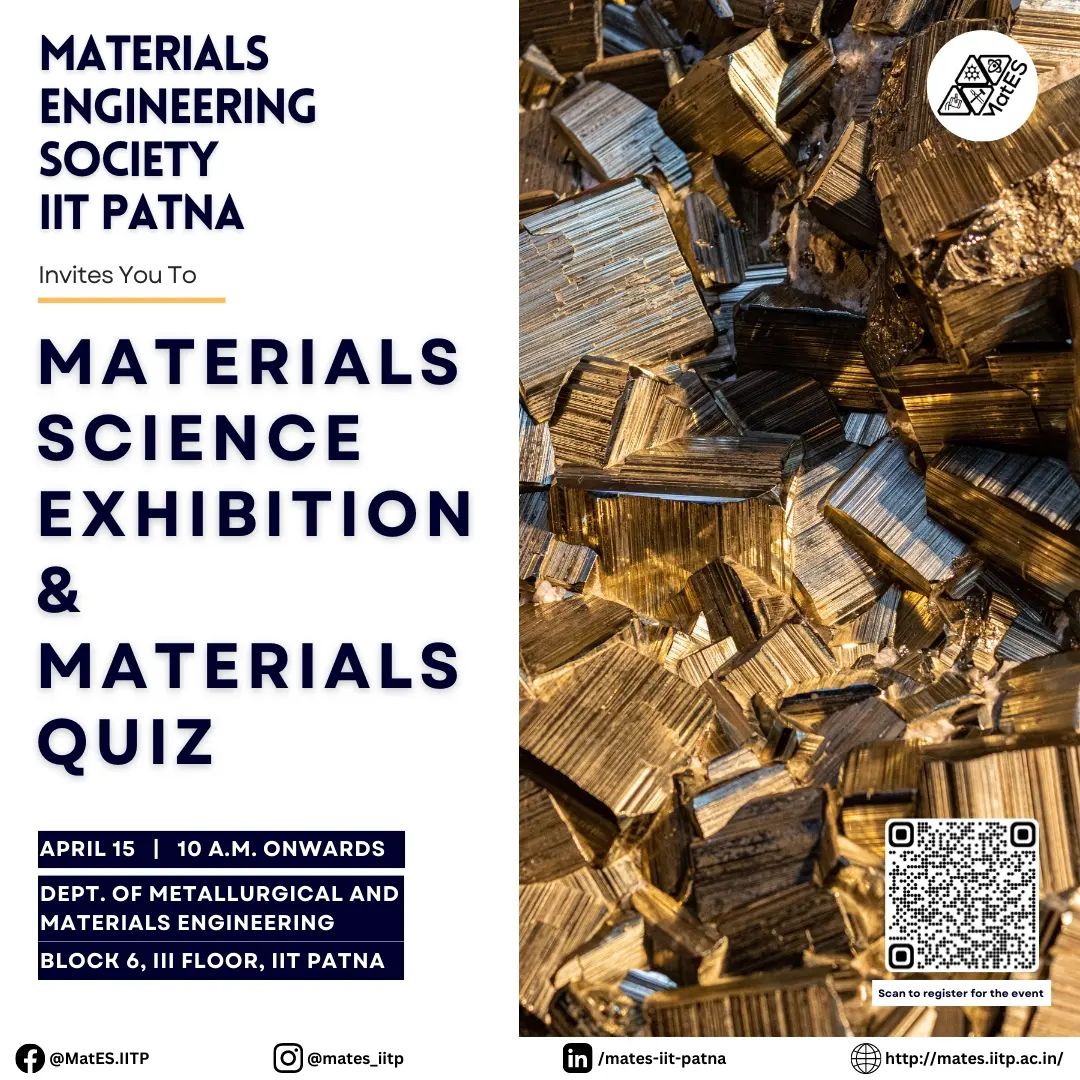 MATERIALS
ENGINEERING
SOCIETY
IIT PATNA
Invites You To
MATERIALS
SCIENCE
EXHIBITION
&
MATERIALS
QUIZ
APRIL 15 | 10 A.M. ONWARDS
DEPT. OF METALLURGICAL AND
MATERIALS ENGINEERING
BLOCK 6, III FLOOR, IIT PATNA
MatES
Scan to register for the event
@MatES.IITP
@mates_iitp
/mates-iit-patna
http://mates.iitp.ac.in/